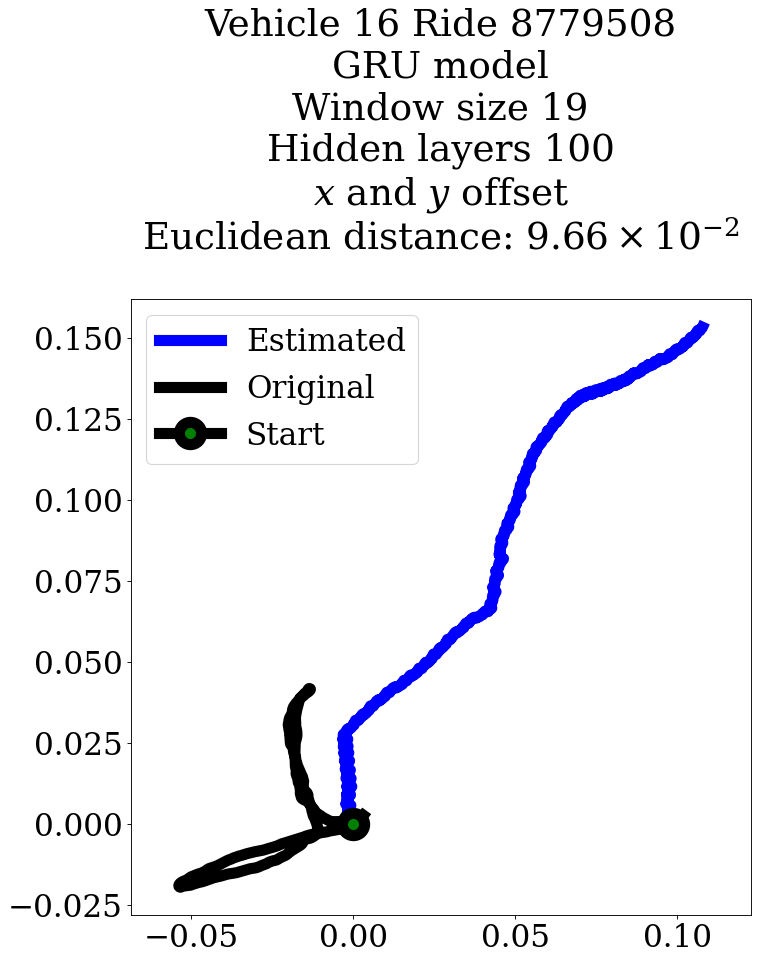 Vehicle 16 Ride 8779508
GRU model
Window size 19
Hidden layers 100
x and y offset
Euclidean distance: 9.66 × 10⁻²
Estimated
Original
Start
0.150
0.125
0.100
0.075
0.050
0.025
0.000
−0.025
−0.05 0.00 0.05 0.10